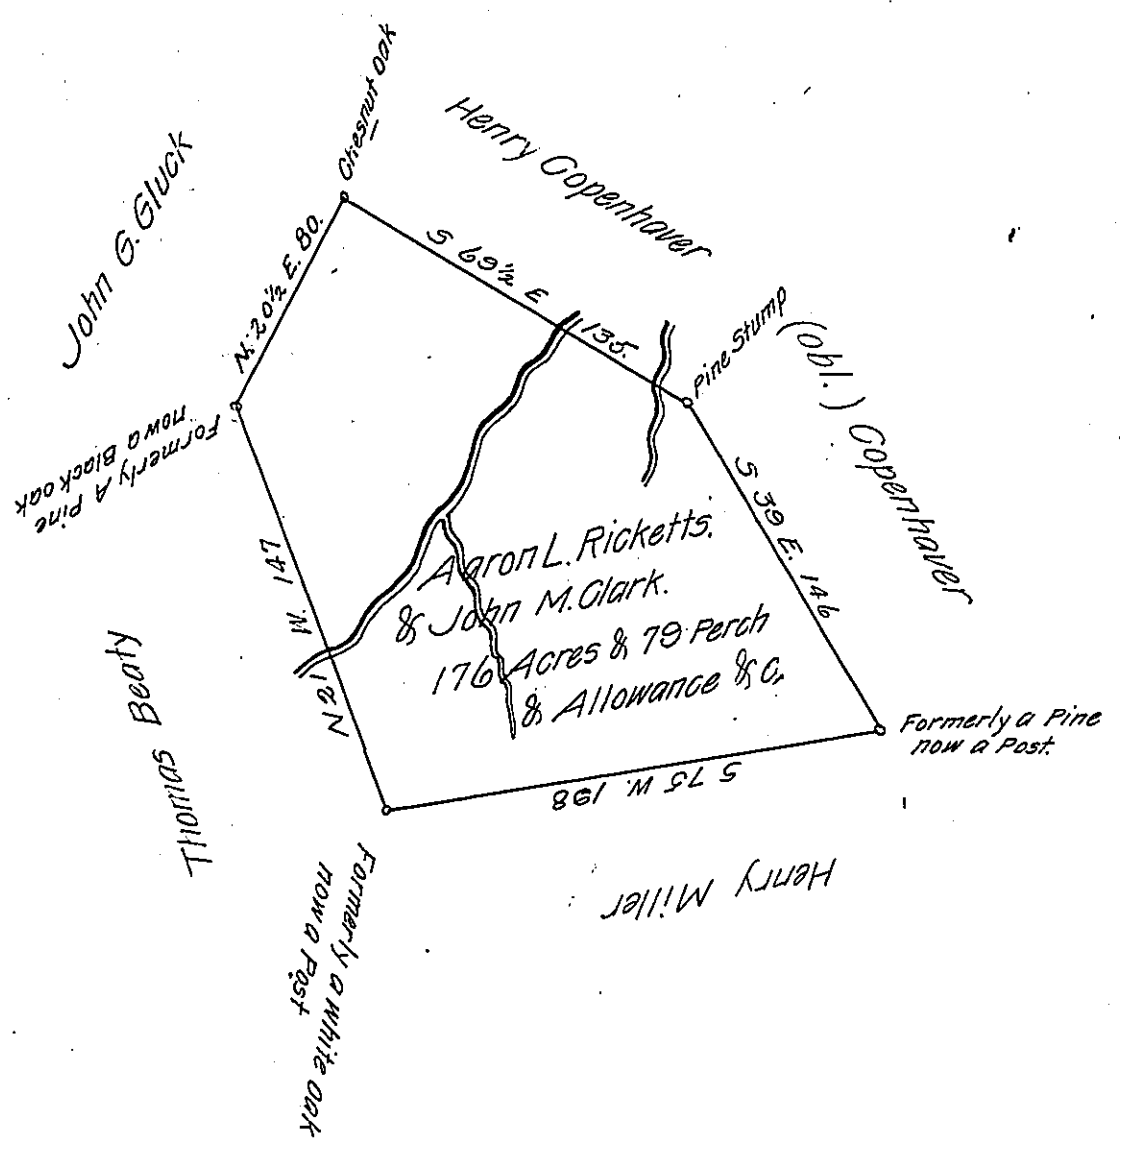 Chesnut oak
Henry Copenhaver
John G. Gluck
N. 20½ E. 80.
S 69½ E 135.
Pine Stump
(obl.) Copenhaver
Formerly A Pine
now a Black oak
S 39 E. 146
N 21 W. 147
Aaron L. Ricketts.
& John M. Clark.
176 Acres & 79 Perch
& Allowance &c.
Thomas Beaty
Formerly a Pine
now a Post.
S 75 W. 198
Henry Miller
Formerly a white oak
now a Post